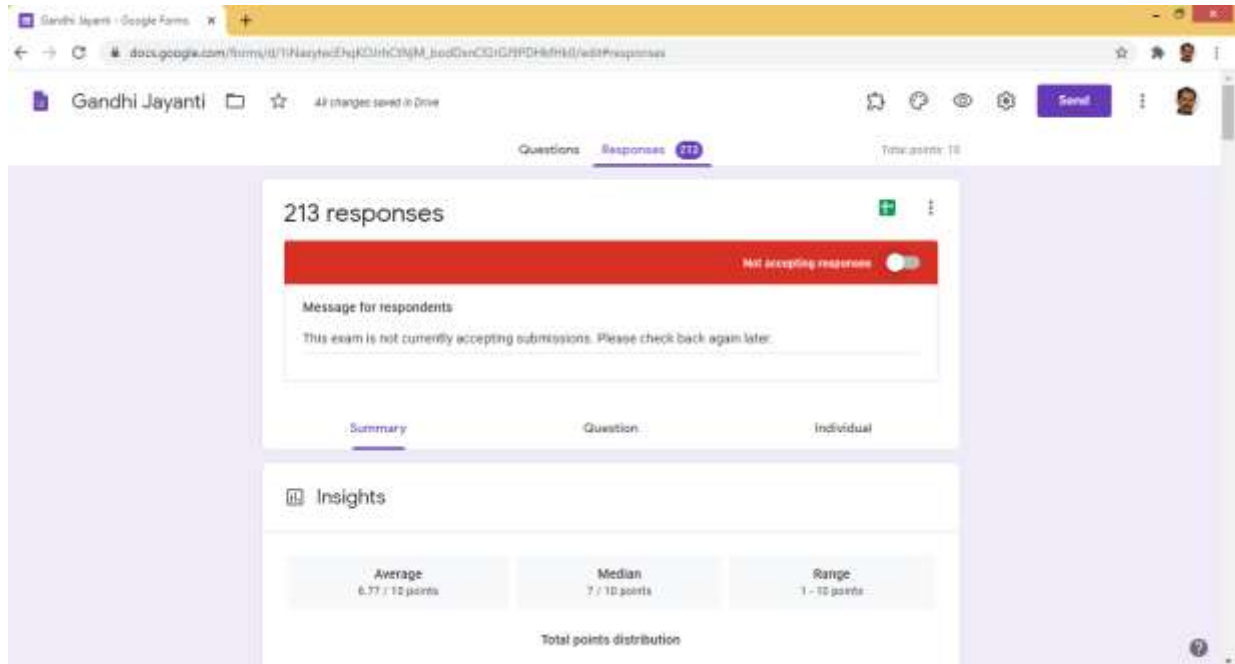 Gandhi Jayanti - Google Forms
Gandhi Jayanti
All changes saved in Drive
Send
Questions Responses 213
Total points: 10
213 responses
Not accepting responses
Message for respondents
This exam is not currently accepting submissions. Please check back again later.
Summary Question Individual
Insights
Average Median Range
6.77 / 10 points 7 / 10 points 1 - 10 points
Total points distribution